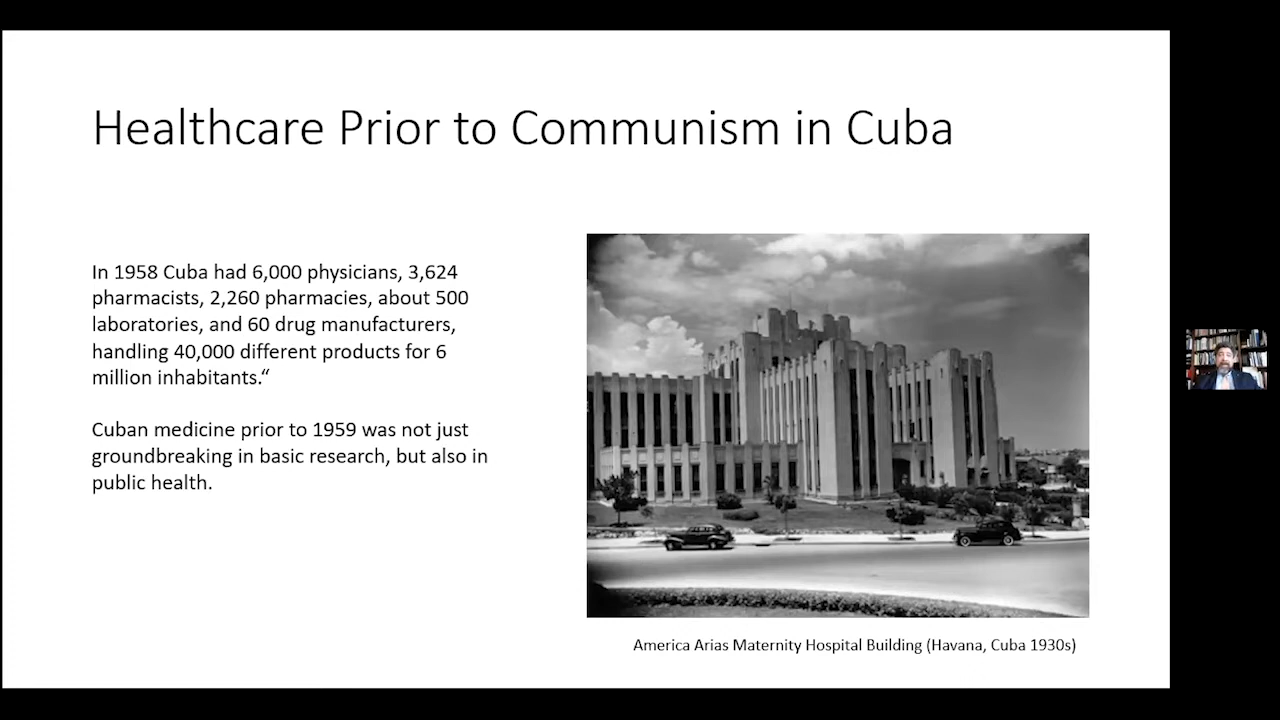 Healthcare Prior to Communism in Cuba
In 1958 Cuba had 6,000 physicians, 3,624
pharmacists, 2,260 pharmacies, about 500
laboratories, and 60 drug manufacturers,
handling 40,000 different products for 6
million inhabitants.“
Cuban medicine prior to 1959 was not just
groundbreaking in basic research, but also in
public health.
America Arias Maternity Hospital Building (Havana, Cuba 1930s)